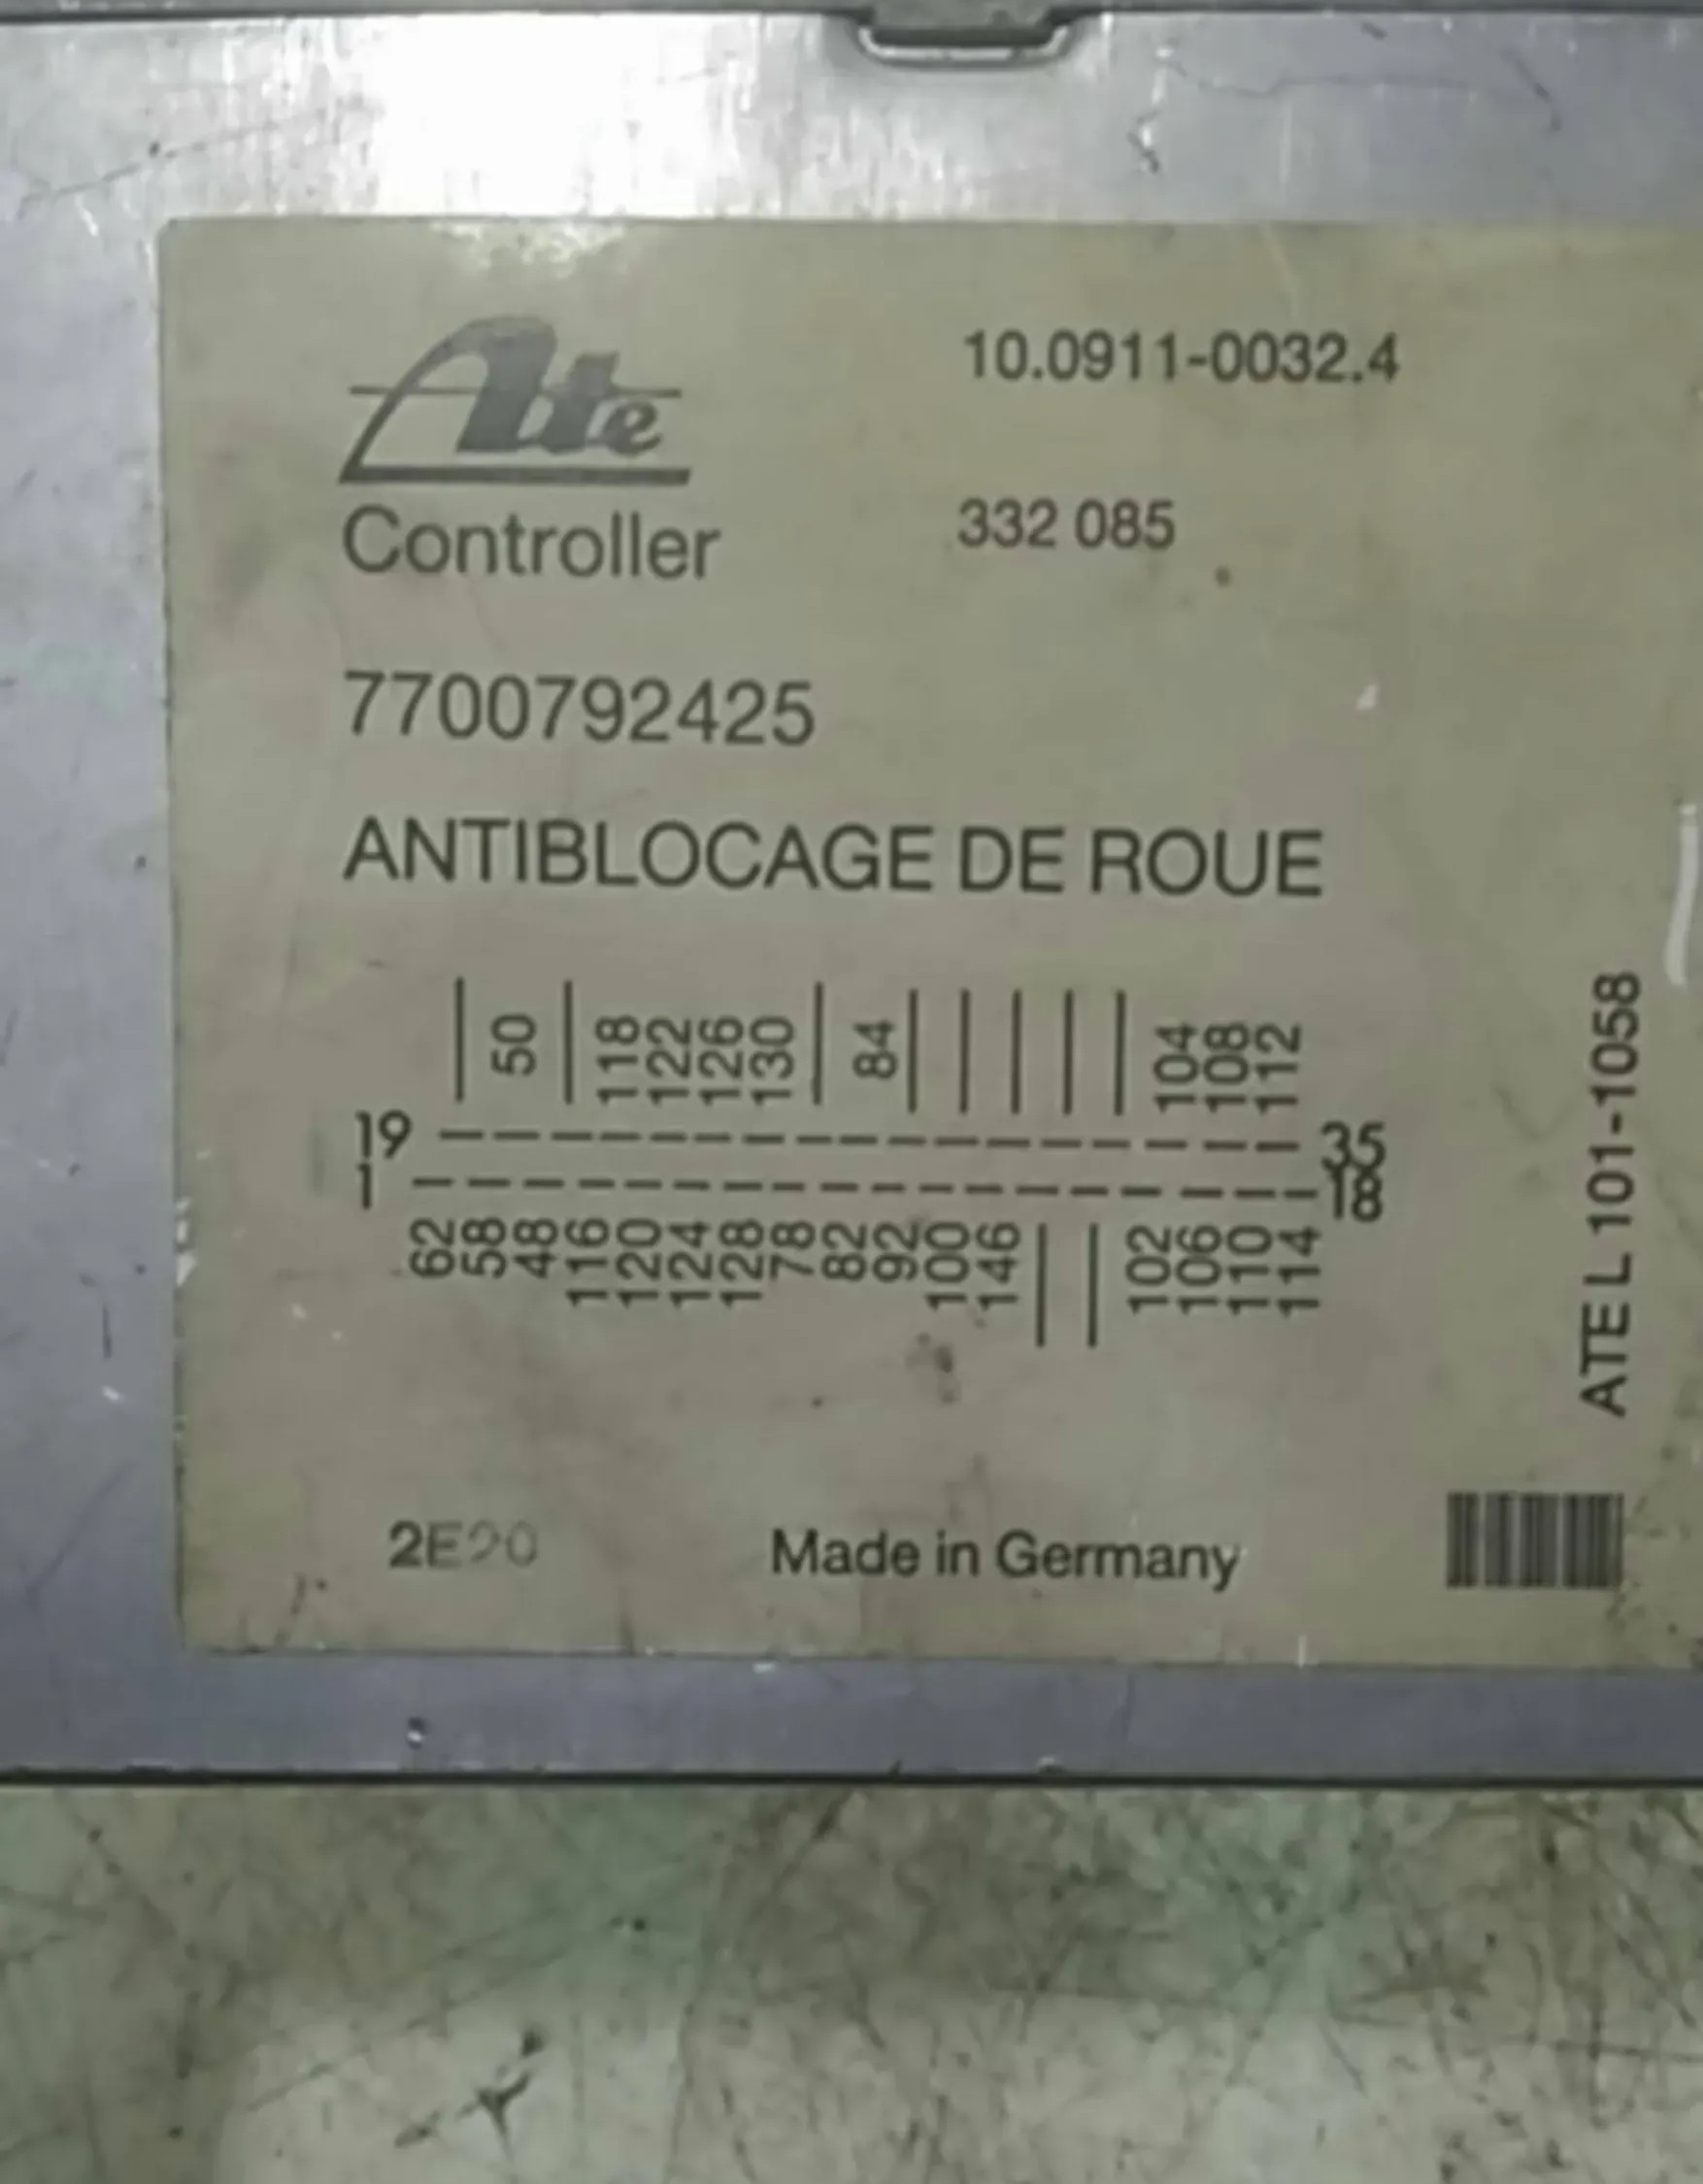 Ate
10.0911-0032.4
Controller
332 085
7700792425
ANTIBLOCAGE DE ROUE
50 118 122 126 130 84 104 108 112
19 35
1 18
62 58 48 116 120 124 128 78 82 92 100 146 102 106 110 114
ATE L 101-1058
2E20
Made in Germany